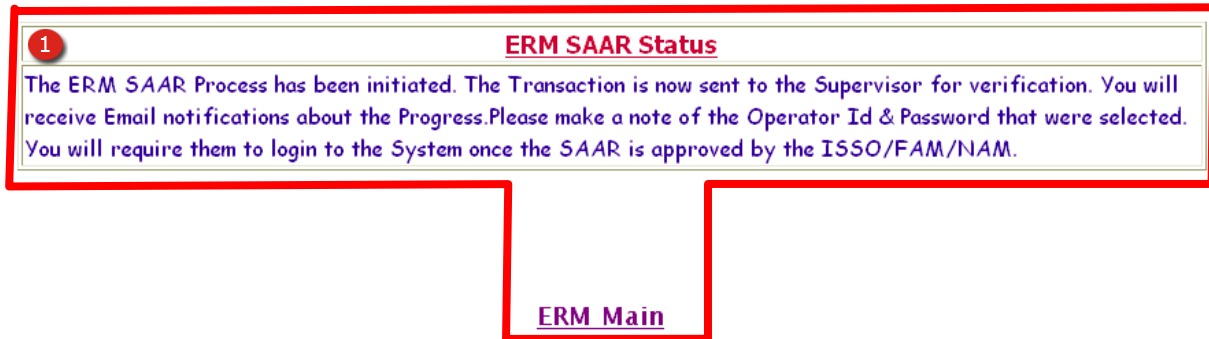 1
ERM SAAR Status
The ERM SAAR Process has been initiated. The Transaction is now sent to the Supervisor for verification. You will
receive Email notifications about the Progress.Please make a note of the Operator Id & Password that were selected.
You will require them to login to the System once the SAAR is approved by the ISSO/FAM/NAM.
ERM Main